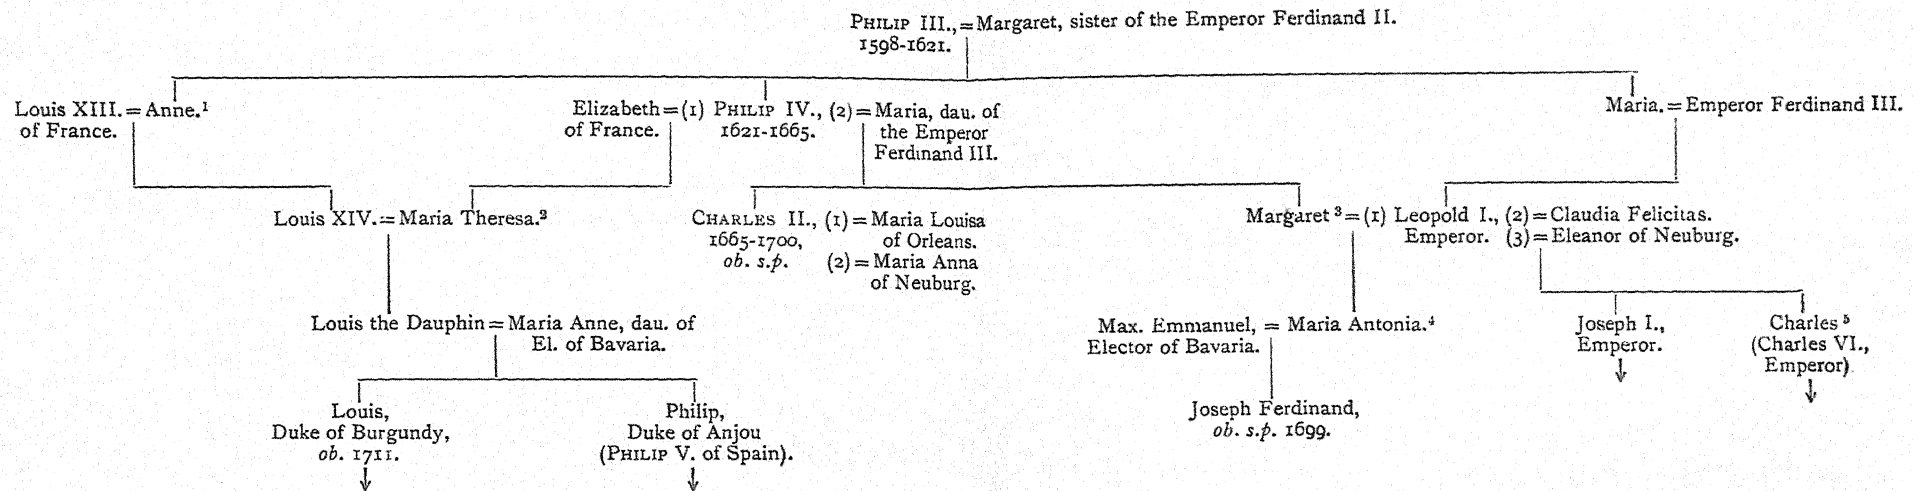 PHILIP III., = Margaret, sister of the Emperor Ferdinand II.
1598-1621.
Louis XIII. = Anne.¹
of France.
Elizabeth = (1) PHILIP IV., (2) = Maria, dau. of
of France.
1621-1665.
the Emperor
Ferdinand III.
Maria. = Emperor Ferdinand III.
Louis XIV. = Maria Theresa.²
CHARLES II., (1) = Maria Louisa
1665-1700,
of Orleans.
ob. s.p.
(2) = Maria Anna
of Neuburg.
Margaret ³ = (1) Leopold I., (2) = Claudia Felicitas.
Emperor. (3) = Eleanor of Neuburg.
Louis the Dauphin = Maria Anne, dau. of
El. of Bavaria.
Max. Emmanuel, = Maria Antonia.⁴
Elector of Bavaria.
Joseph I.,
Emperor.
Charles ⁵
(Charles VI.,
Emperor)
Louis,
Duke of Burgundy,
ob. 1711.
Philip,
Duke of Anjou
(PHILIP V. of Spain).
Joseph Ferdinand,
ob. s.p. 1699.